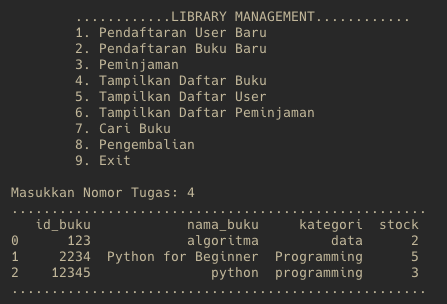 ............LIBRARY MANAGEMENT............
1. Pendaftaran User Baru
2. Pendaftaran Buku Baru
3. Peminjaman
4. Tampilkan Daftar Buku
5. Tampilkan Daftar User
6. Tampilkan Daftar Peminjaman
7. Cari Buku
8. Pengembalian
9. Exit
Masukkan Nomor Tugas: 4
.....................................................
id_buku nama_buku kategori stock
0 123 algoritma data 2
1 2234 Python for Beginner Programming 5
2 12345 python programming 3
.....................................................